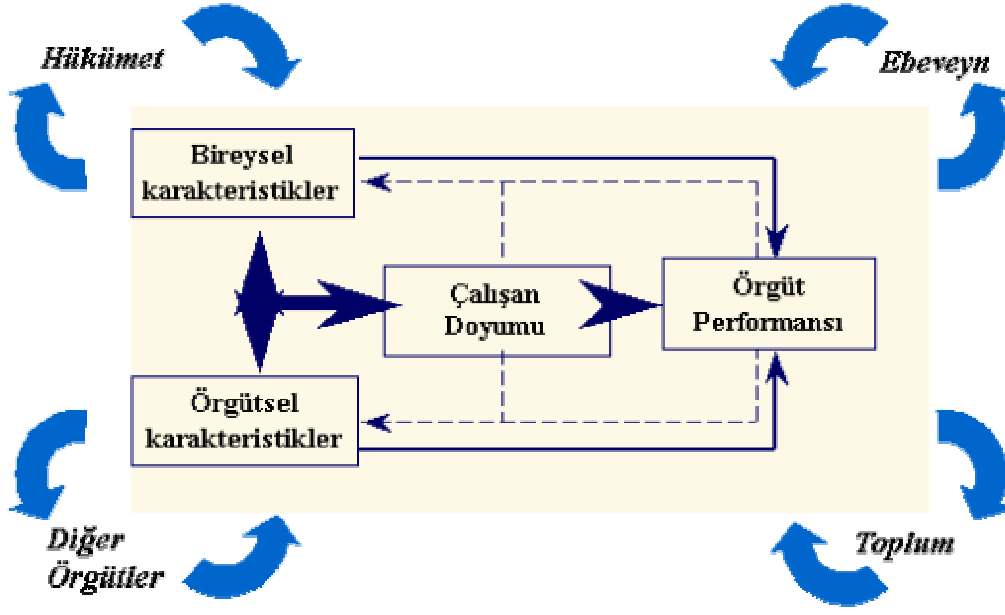 Hükümet
Ebeveyn
Bireysel
karakteristikler
Çalışan
Doyumu
Örgüt
Performansı
Örgütsel
karakteristikler
Diğer
Örgütler
Toplum